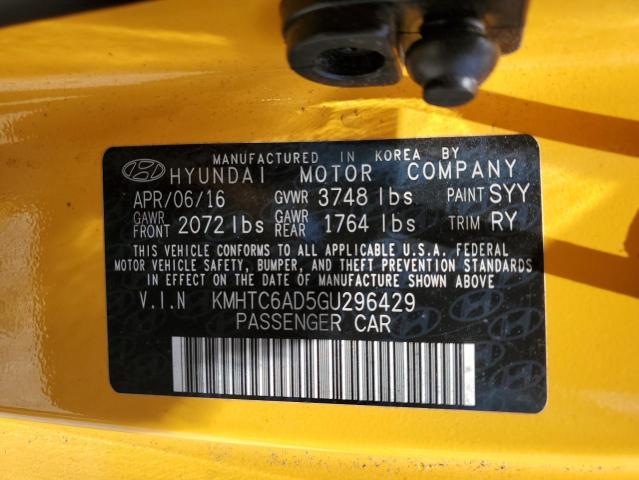 MANUFACTURED IN KOREA BY
HYUNDAI MOTOR COMPANY
APR/06/16 GVWR 3748 lbs PAINT SYY
GAWR FRONT 2072 lbs GAWR REAR 1764 lbs TRIM RY
THIS VEHICLE CONFORMS TO ALL APPLICABLE U.S.A. FEDERAL
MOTOR VEHICLE SAFETY, BUMPER, AND THEFT PREVENTION STANDARDS
IN EFFECT ON THE DATE OF MANUFACTURE SHOWN ABOVE
V.I.N KMHTC6AD5GU296429
PASSENGER CAR